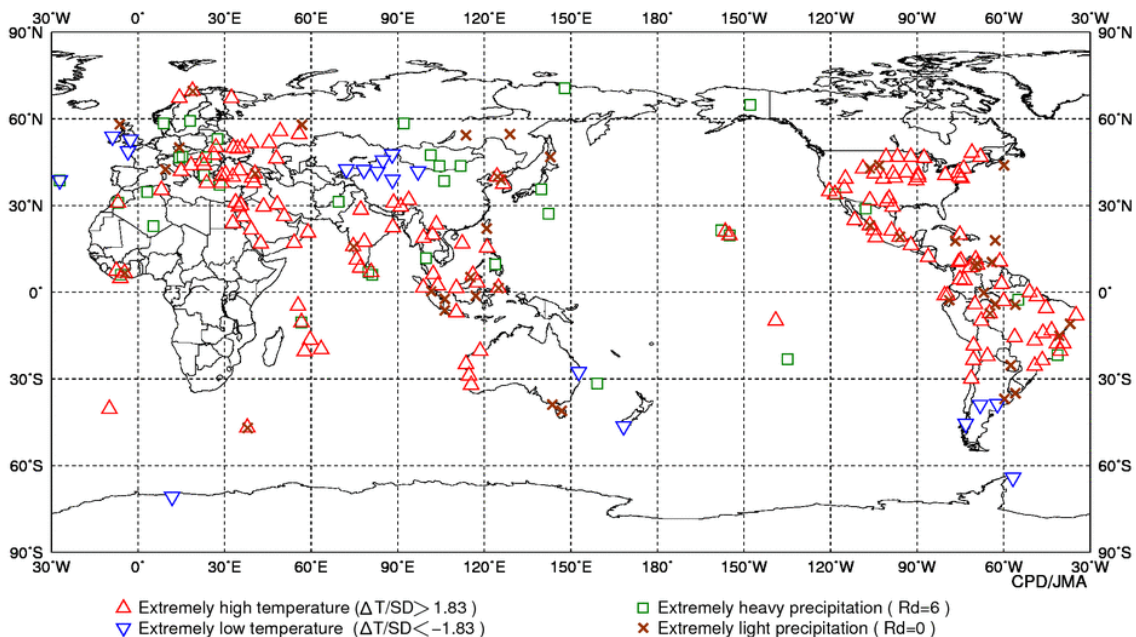 30˚W 0˚ 30˚E 60˚E 90˚E 120˚E 150˚E 180˚ 150˚W 120˚W 90˚W 60˚W 30˚W
90˚N 90˚N
60˚N 60˚N
30˚N 30˚N
0˚ 0˚
30˚S 30˚S
60˚S 60˚S
90˚S 90˚S
30˚W 0˚ 30˚E 60˚E 90˚E 120˚E 150˚E 180˚ 150˚W 120˚W 90˚W 60˚W 30˚W
CPD/JMA
Extremely high temperature (ΔT/SD>1.83) Extremely heavy precipitation ( Rd=6)
Extremely low temperature (ΔT/SD<−1.83) Extremely light precipitation ( Rd=0)